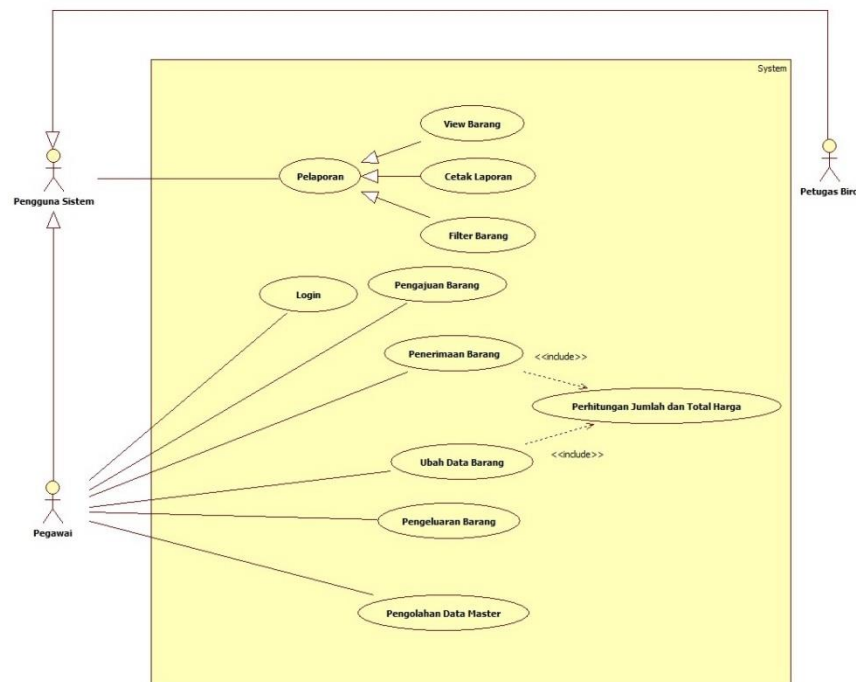 System
View Barang
Pelaporan
Cetak Laporan
Pengguna Sistem
Petugas Biro
Filter Barang
Login
Pengajuan Barang
Penerimaan Barang
<<include>>
Perhitungan Jumlah dan Total Harga
Ubah Data Barang
<<include>>
Pegawai
Pengeluaran Barang
Pengolahan Data Master